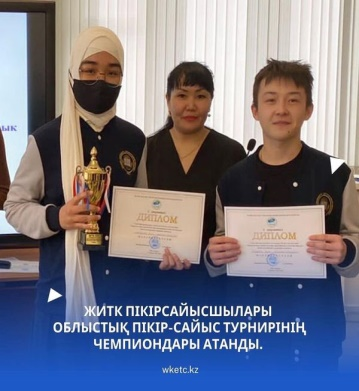 ДИПЛОМ
ДИПЛОМ
ЖИТК ПІКІРСАЙЫСШЫЛАРЫ
ОБЛЫСТЫҚ ПІКІР-САЙЫС ТУРНИРІНІҢ
ЧЕМПИОНДАРЫ АТАНДЫ.
wketc.kz